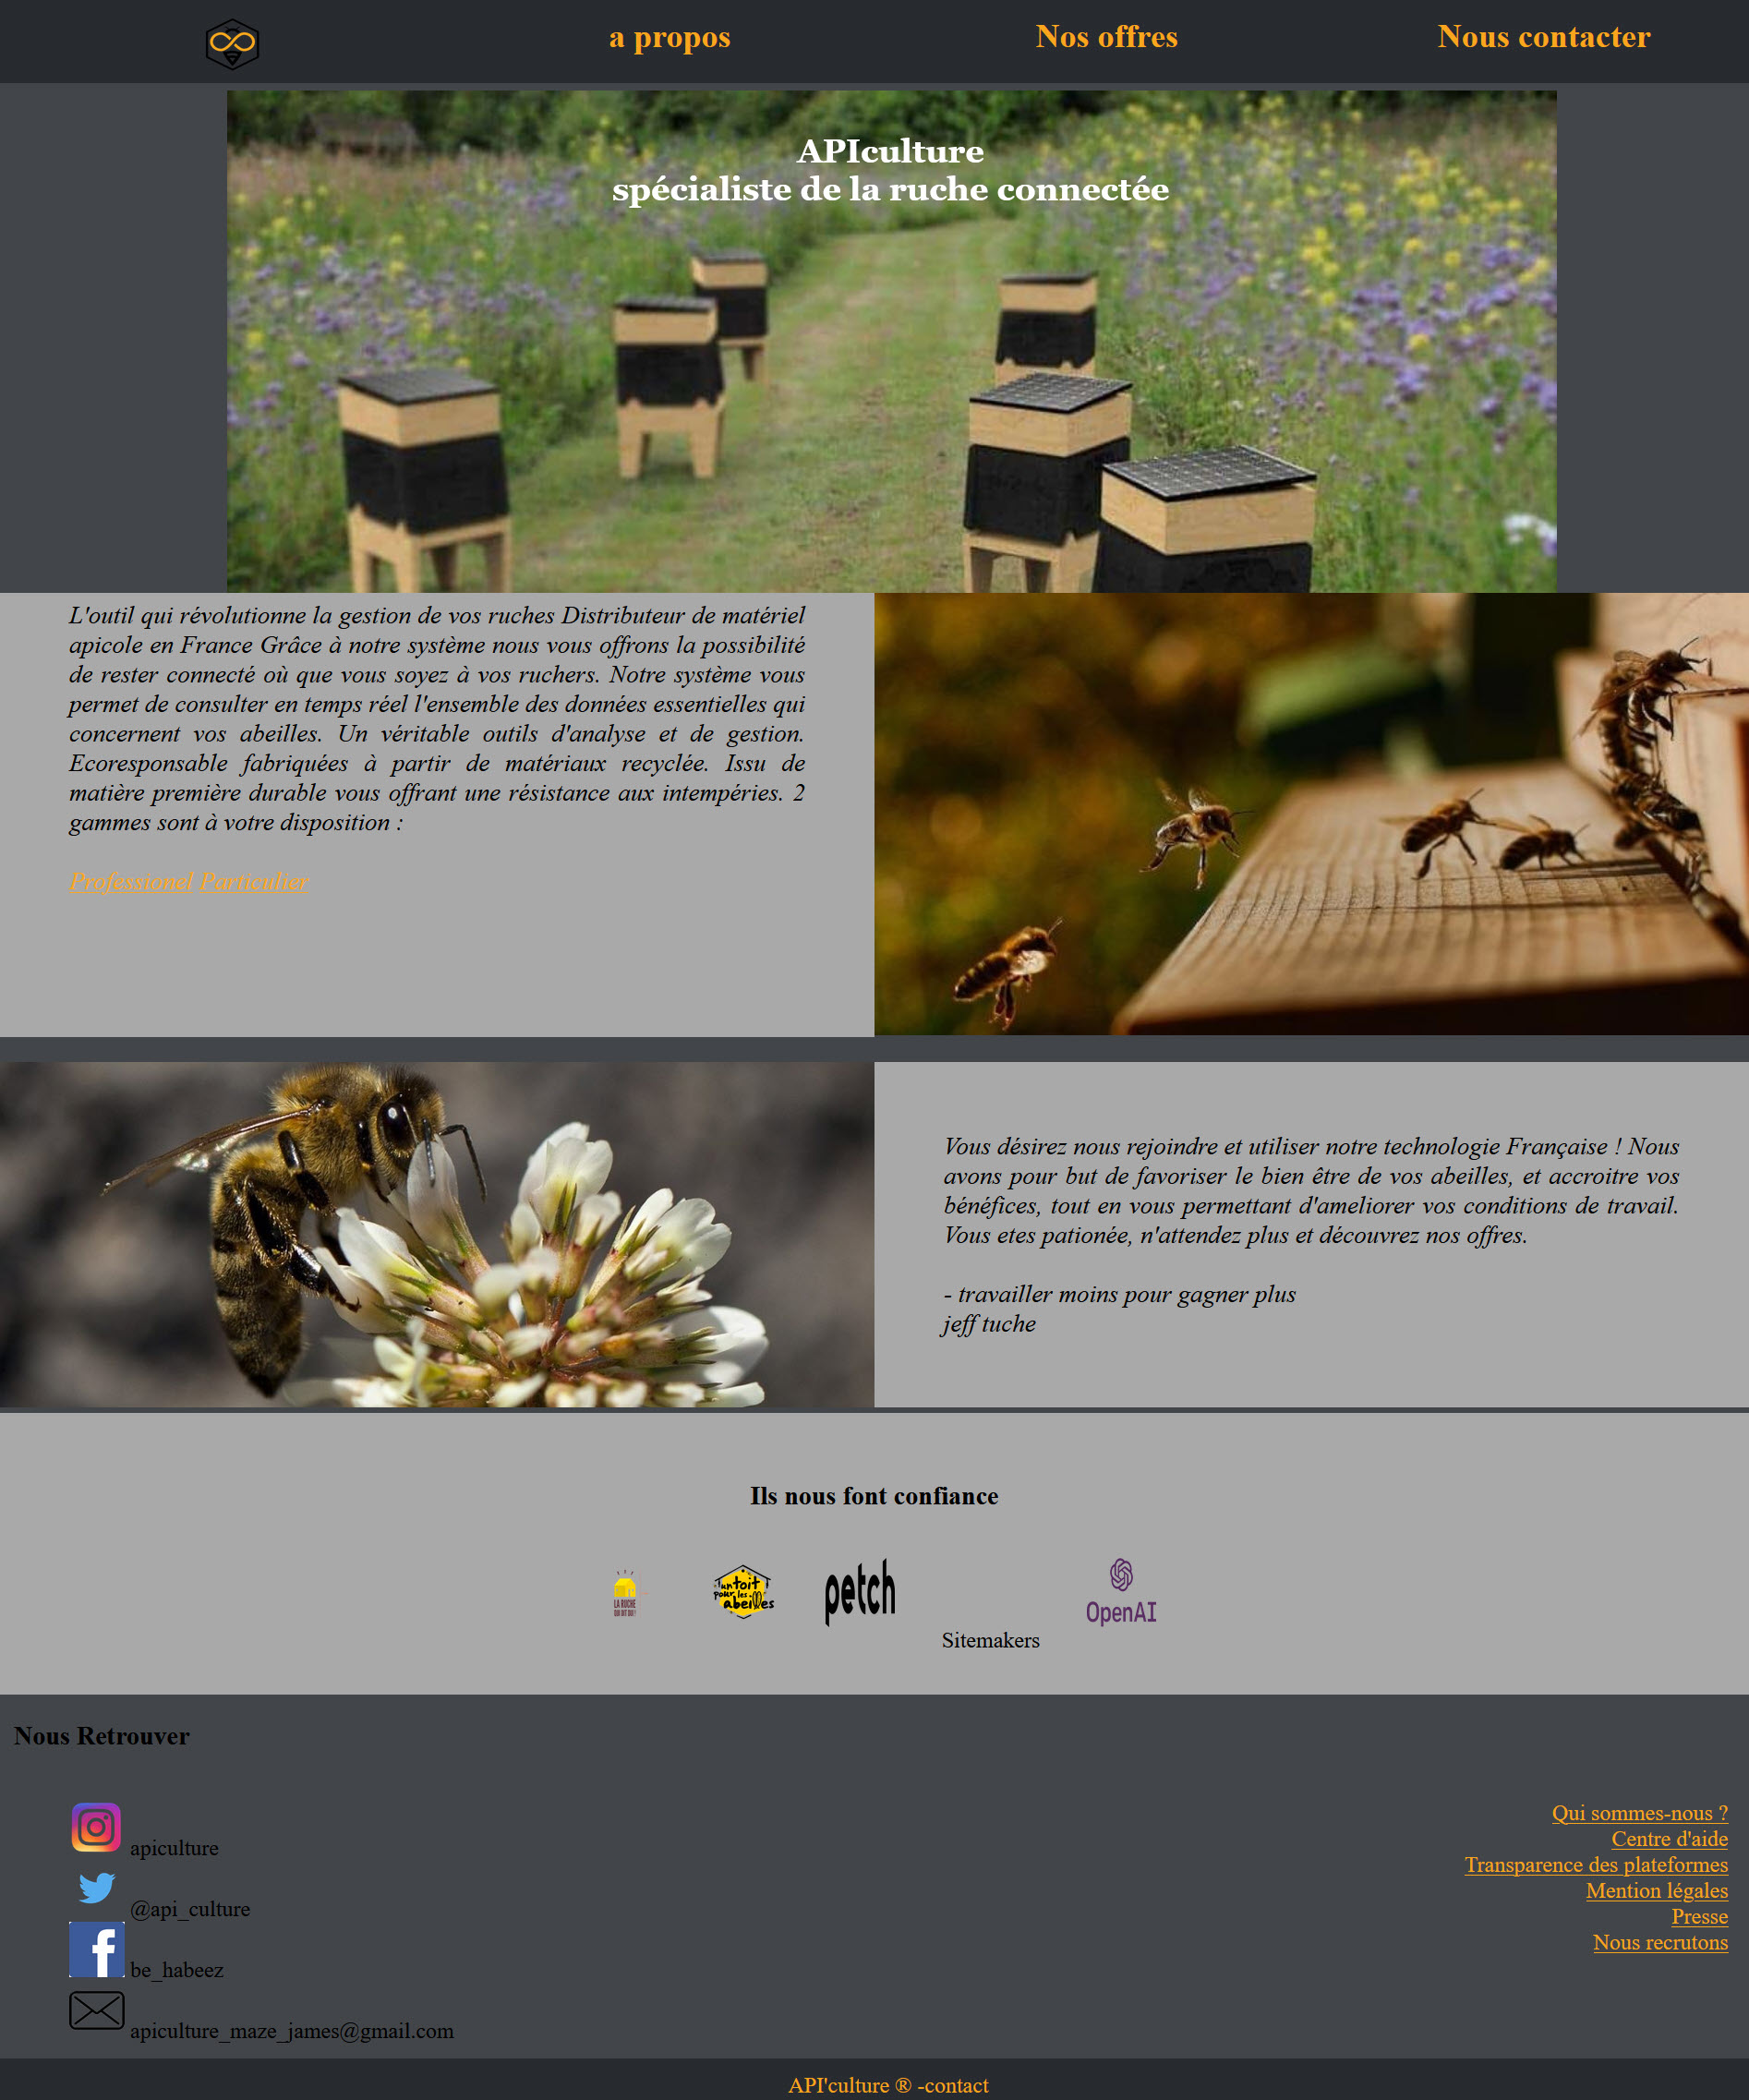 a propos
Nos offres
Nous contacter
APIculture
spécialiste de la ruche connectée
L'outil qui révolutionne la gestion de vos ruches Distributeur de matériel
apicole en France Grâce à notre système nous vous offrons la possibilité
de rester connecté où que vous soyez à vos ruchers. Notre système vous
permet de consulter en temps réel l'ensemble des données essentielles qui
concernent vos abeilles. Un véritable outils d'analyse et de gestion.
Ecoresponsable fabriquées à partir de matériaux recyclée. Issu de
matière première durable vous offrant une résistance aux intempéries. 2
gammes sont à votre disposition :
Professionel Particulier
Vous désirez nous rejoindre et utiliser notre technologie Française ! Nous
avons pour but de favoriser le bien être de vos abeilles, et accroitre vos
bénéfices, tout en vous permettant d'ameliorer vos conditions de travail.
Vous etes pationée, n'attendez plus et découvrez nos offres.
- travailler moins pour gagner plus
jeff tuche
Ils nous font confiance
LA RUCHE
QUI DIT OUI !
un toit
pour les
abeilles
petch
Sitemakers
OpenAI
Nous Retrouver
apiculture
@api_culture
be_habeez
apiculture_maze_james@gmail.com
Qui sommes-nous ?
Centre d'aide
Transparence des plateformes
Mention légales
Presse
Nous recrutons
API'culture ® -contact